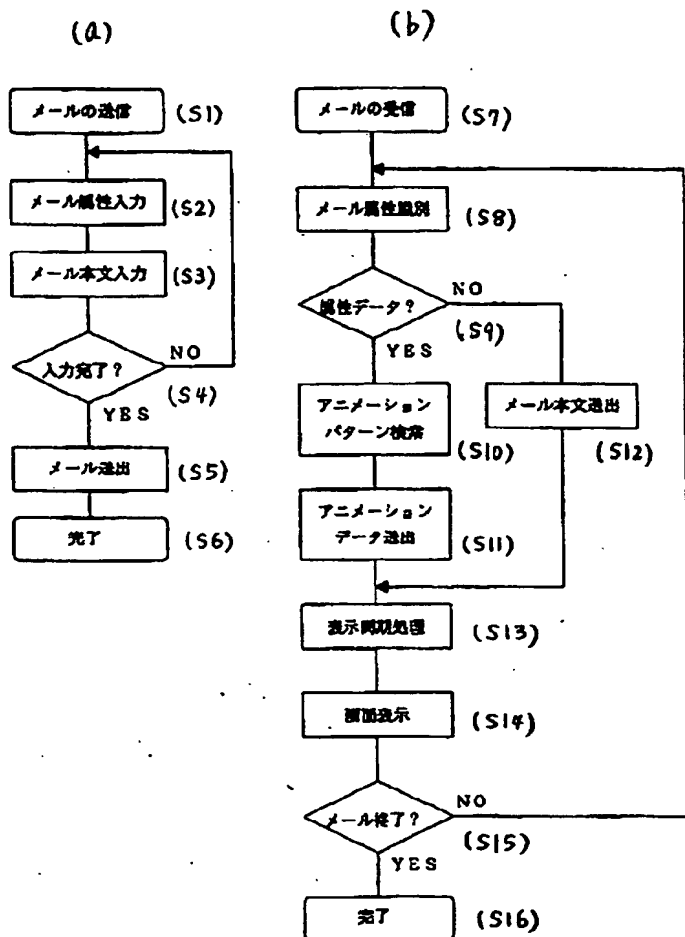 (a)
メールの送信 (S1)
メール属性入力 (S2)
メール本文入力 (S3)
入力完了? NO (S4)
YES
メール送出 (S5)
完了 (S6)
(b)
メールの受信 (S7)
メール属性識別 (S8)
属性データ? NO (S9)
YES
アニメーション
パターン検索 (S10)
メール本文送出 (S12)
アニメーション
データ送出 (S11)
表示同期処理 (S13)
画面表示 (S14)
メール終了? NO (S15)
YES
完了 (S16)